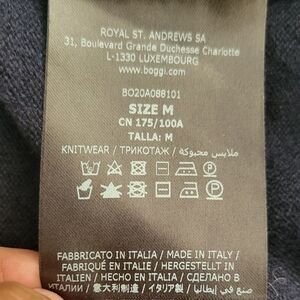 ROYAL ST. ANDREWS SA
31, Boulevard Grande Duchesse Charlotte
L-1330 LUXEMBOURG
www.boggi.com
BO20A088101
SIZE M
CN 175/100A
TALLA: M
KNITWEAR / ТРИКОТАЖ / ملابس محبوكة
FABBRICATO IN ITALIA / MADE IN ITALY /
FABRIQUÉ EN ITALIE / HERGESTELLT IN
ITALIEN / HECHO EN ITALIA / СДЕЛАНО В
ИТАЛИИ / 意大利制造 / イタリア製 / صنع في إيطاليا